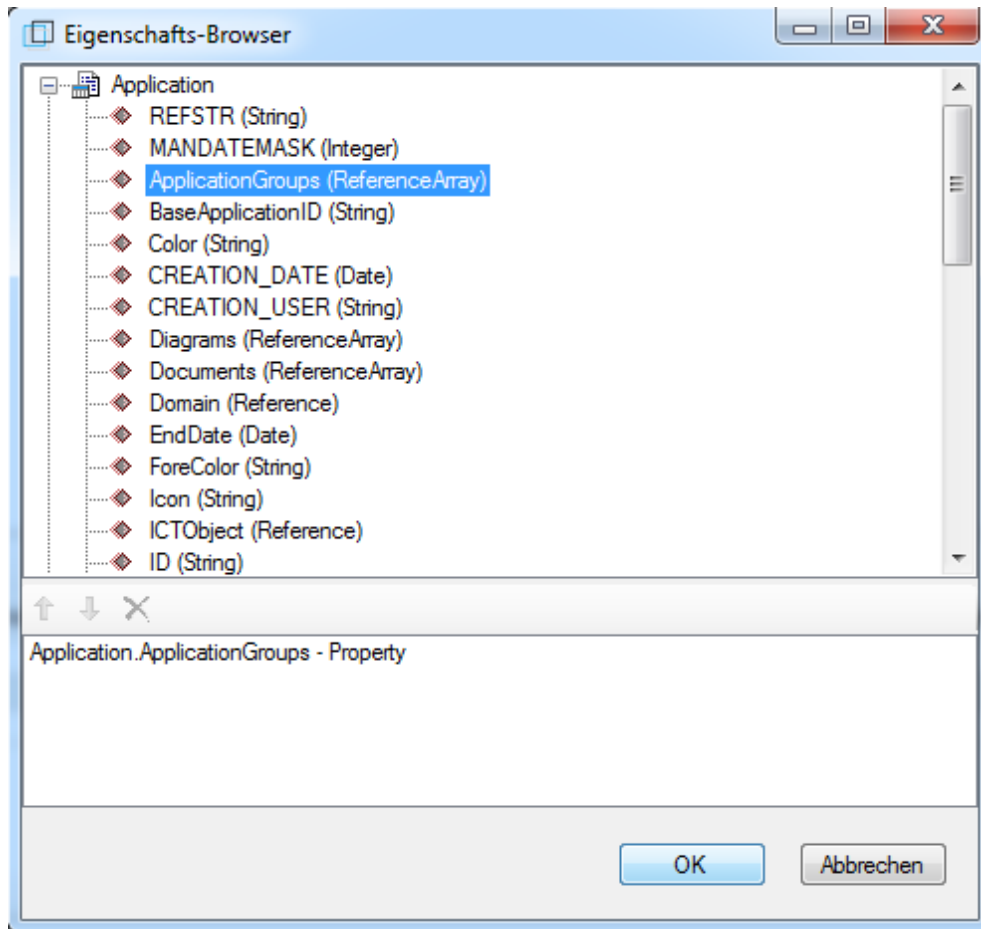 Eigenschafts-Browser
Application
REFSTR (String)
MANDATEMASK (Integer)
ApplicationGroups (ReferenceArray)
BaseApplicationID (String)
Color (String)
CREATION_DATE (Date)
CREATION_USER (String)
Diagrams (ReferenceArray)
Documents (ReferenceArray)
Domain (Reference)
EndDate (Date)
ForeColor (String)
Icon (String)
ICTObject (Reference)
ID (String)
Application.ApplicationGroups - Property
OK Abbrechen